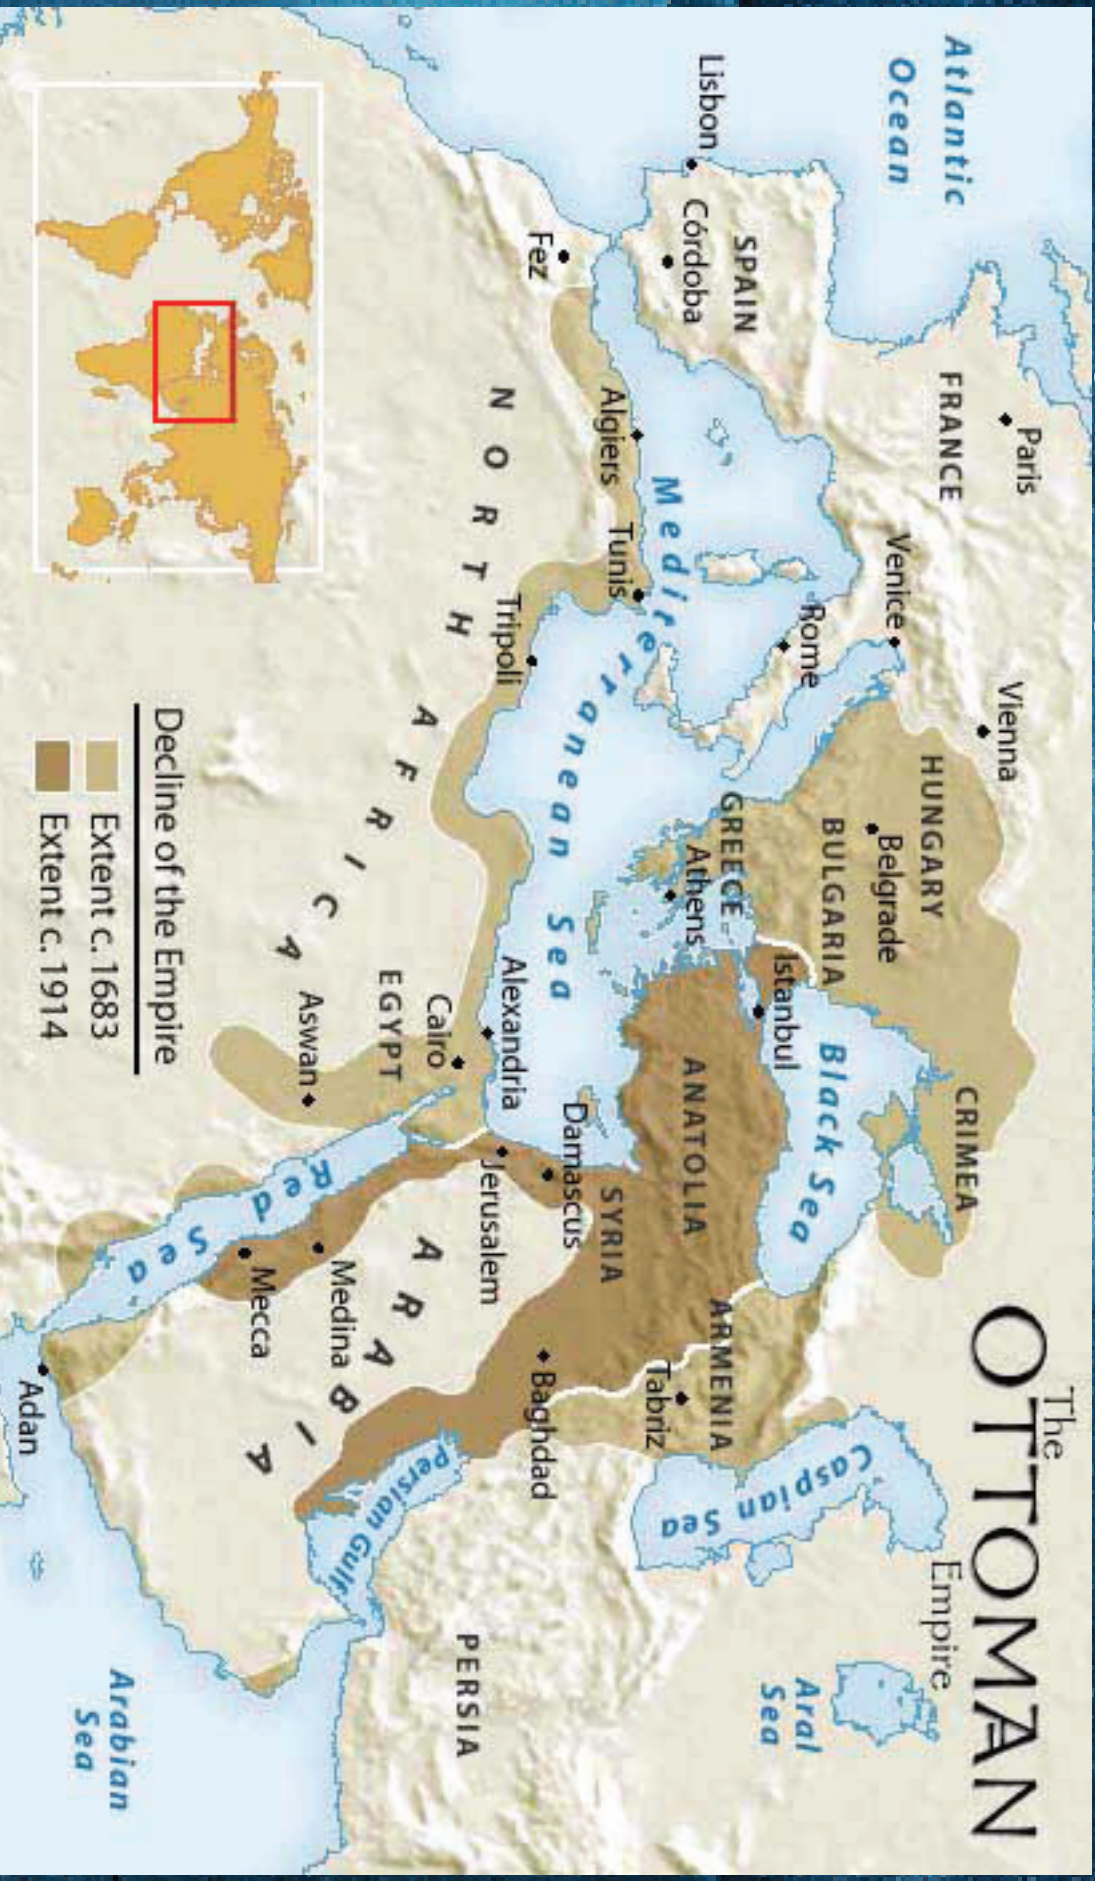 The
OTTOMAN
Empire
Atlantic
Ocean
Paris
FRANCE
Vienna
HUNGARY
CRIMEA
Venice
Belgrade
BULGARIA
Black Sea
Caspian Sea
Aral
Sea
Lisbon
SPAIN
Córdoba
Rome
GREECE
Athens
Istanbul
ANATOLIA
ARMENIA
Tabriz
Mediterranean Sea
Fez
Algiers
Tunis
Tripoli
SYRIA
Damascus
Baghdad
NORTH AFRICA
Alexandria
Cairo
EGYPT
Aswan
Jerusalem
ARABIA
Persian Gulf
PERSIA
Red Sea
Medina
Mecca
Adan
Arabian
Sea
Decline of the Empire
Extent c. 1683
Extent c. 1914